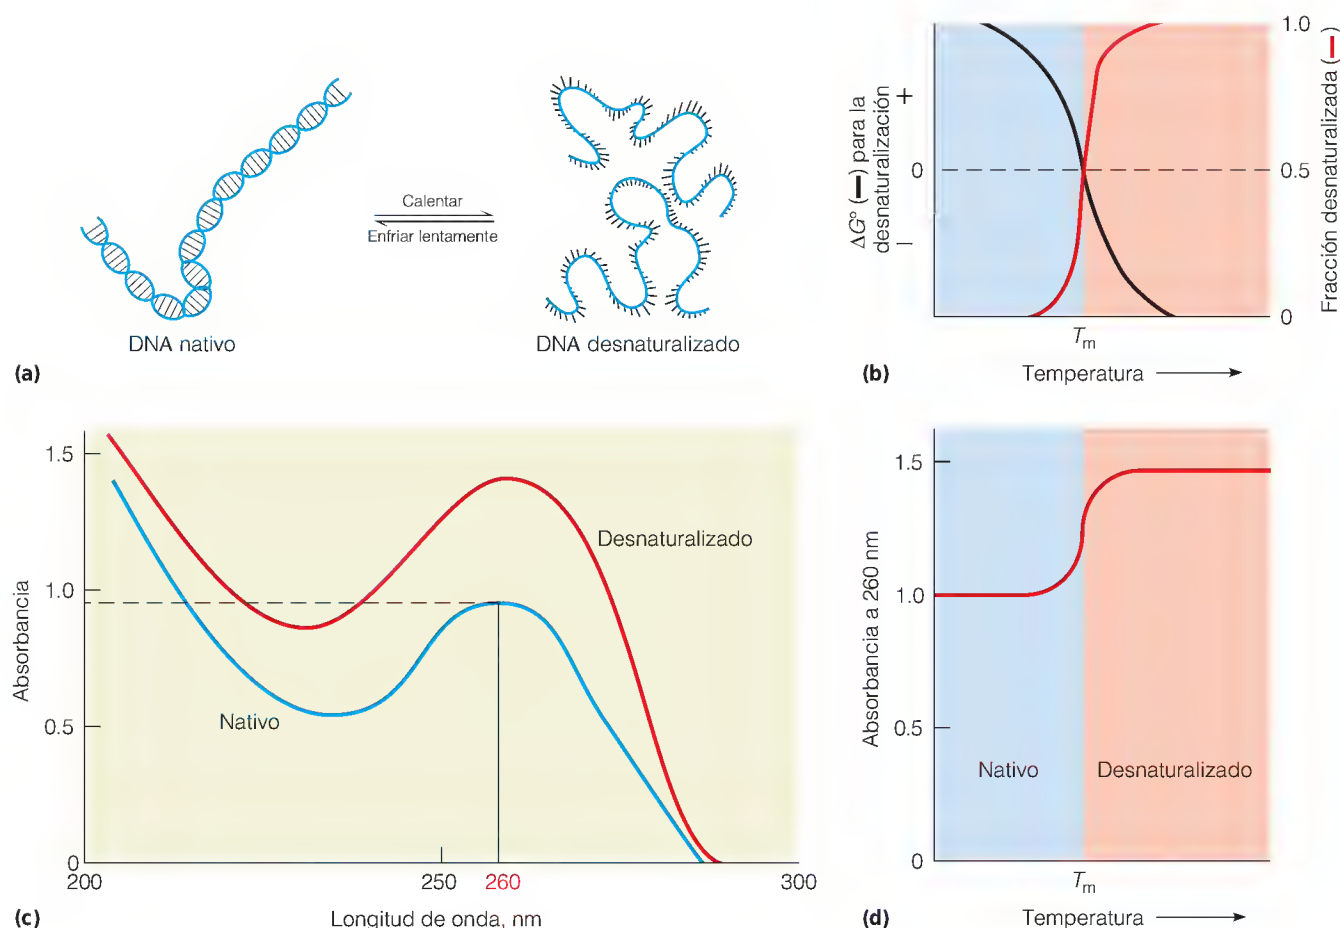 Calentar
Enfriar lentamente
DNA nativo
DNA desnaturalizado
(a)
ΔG° (━) para la
desnaturalización
+
0
−
1.0
0.5
0
Fracción desnaturalizada (━)
Tm
Temperatura
(b)
Absorbancia
1.5
1.0
0.5
0
Desnaturalizado
Nativo
200
250
260
300
Longitud de onda, nm
(c)
Absorbancia a 260 nm
1.5
1.0
0.5
0
Nativo
Desnaturalizado
Tm
Temperatura
(d)